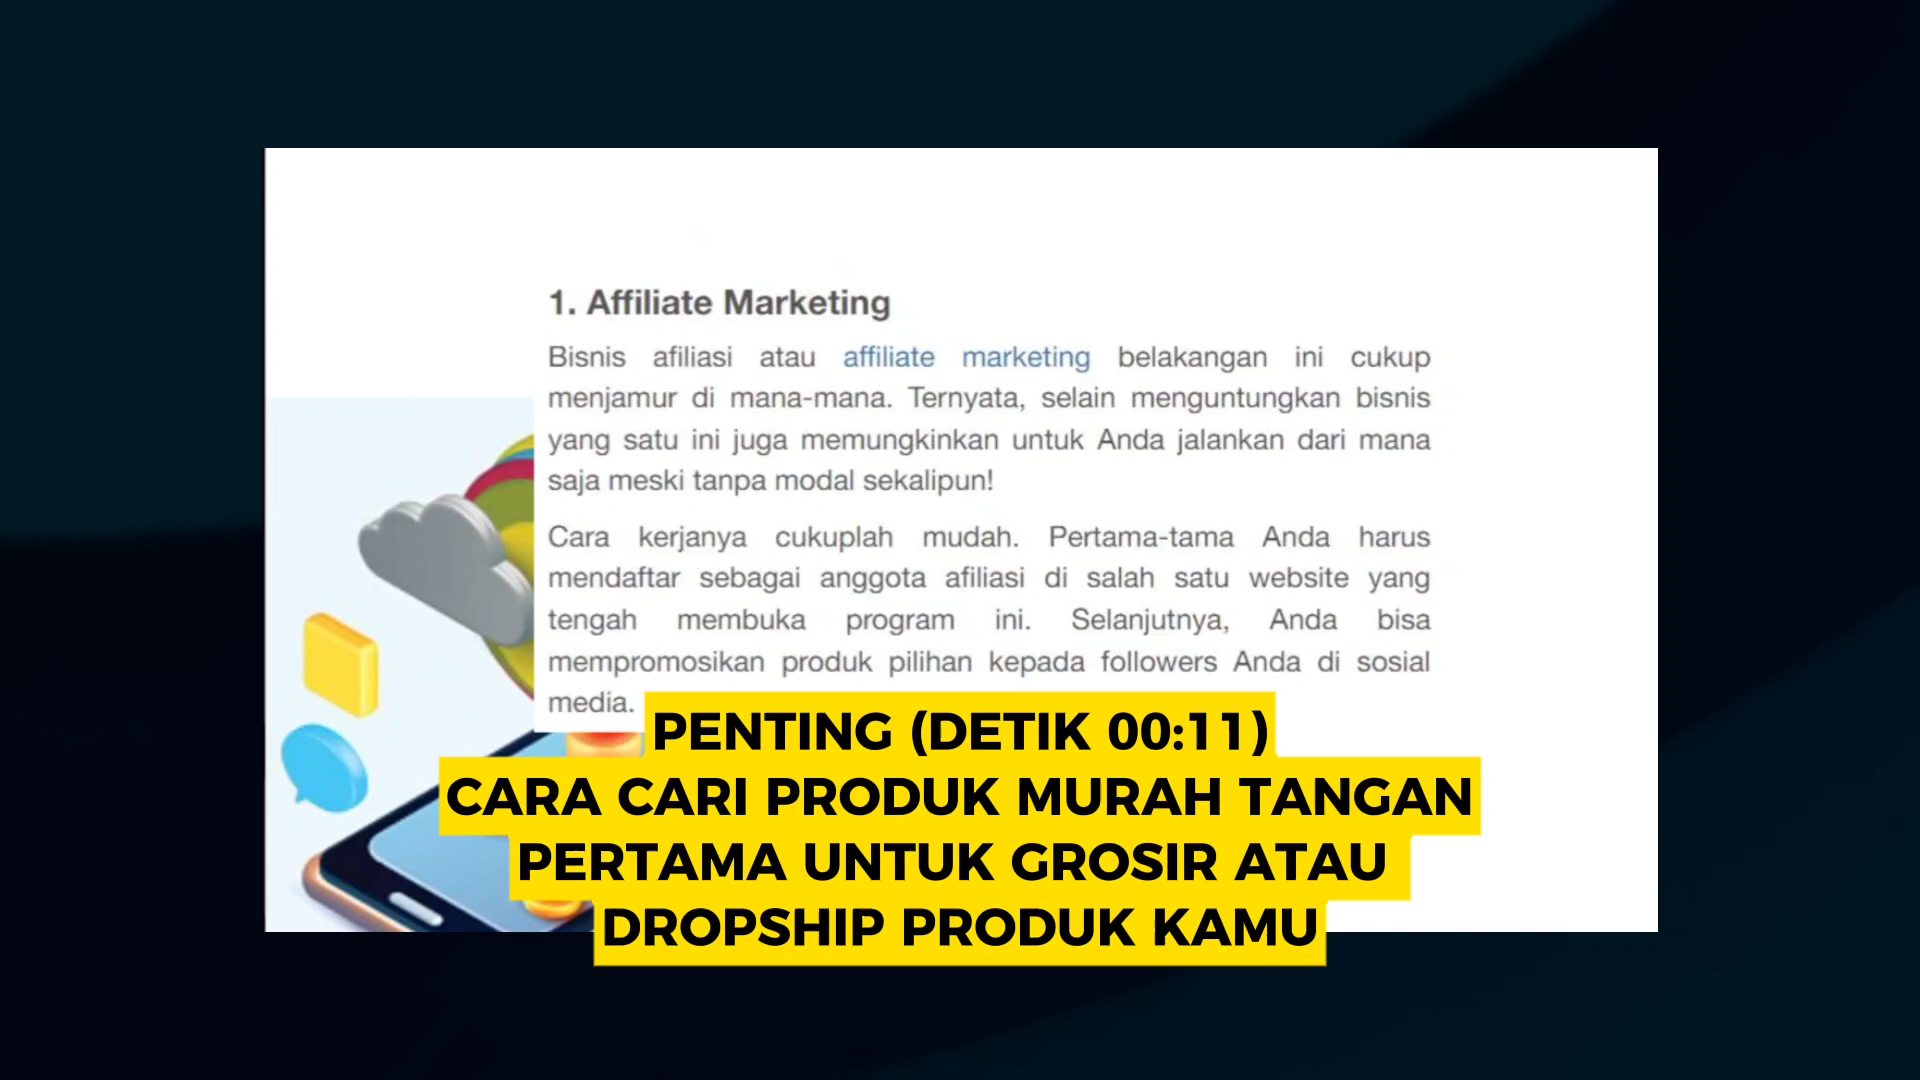 1. Affiliate Marketing
Bisnis afiliasi atau affiliate marketing belakangan ini cukup
menjamur di mana-mana. Ternyata, selain menguntungkan bisnis
yang satu ini juga memungkinkan untuk Anda jalankan dari mana
saja meski tanpa modal sekalipun!
Cara kerjanya cukuplah mudah. Pertama-tama Anda harus
mendaftar sebagai anggota afiliasi di salah satu website yang
tengah membuka program ini. Selanjutnya, Anda bisa
mempromosikan produk pilihan kepada followers Anda di sosial
media.
PENTING (DETIK 00:11)
CARA CARI PRODUK MURAH TANGAN
PERTAMA UNTUK GROSIR ATAU
DROPSHIP PRODUK KAMU